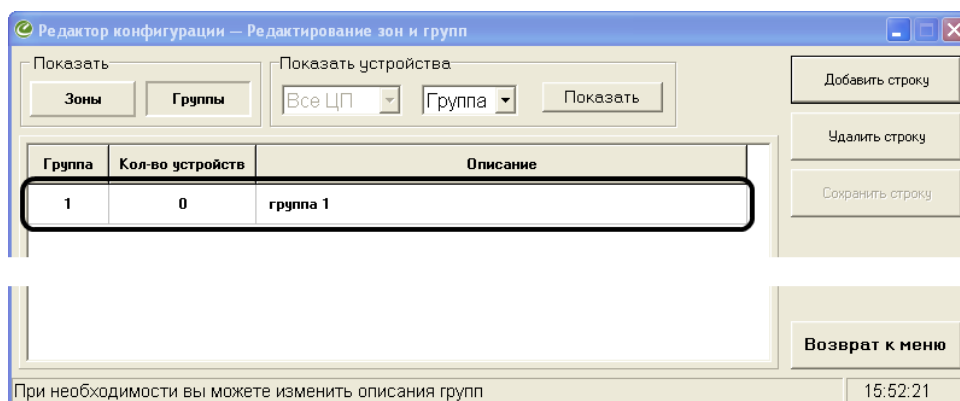 Редактор конфигурации — Редактирование зон и групп
Показать
Зоны
Группы
Показать устройства
Все ЦП
Группа
Показать
Добавить строку
Удалить строку
Сохранить строку
Группа
Кол-во устройств
Описание
1
0
группа 1
Возврат к меню
При необходимости вы можете изменить описания групп
15:52:21